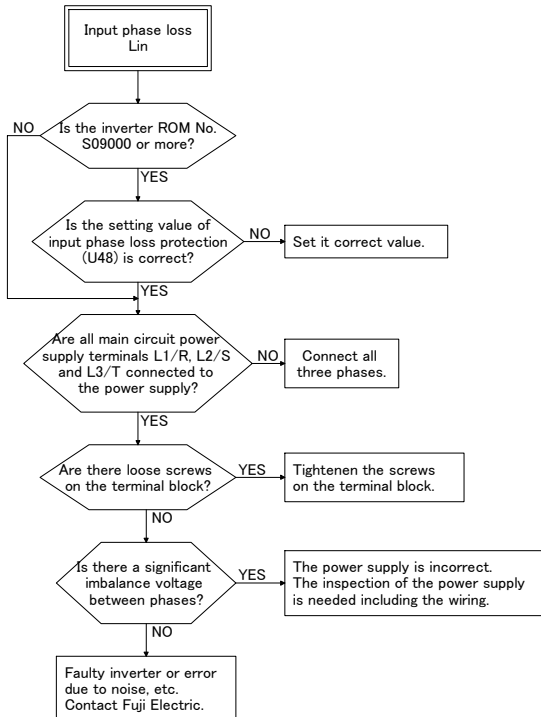 Input phase loss
Lin
Is the inverter ROM No.
S09000 or more?
NO
YES
Is the setting value of
input phase loss protection
(U48) is correct?
NO
Set it correct value.
YES
Are all main circuit power
supply terminals L1/R, L2/S
and L3/T connected to
the power supply?
NO
Connect all
three phases.
YES
Are there loose screws
on the terminal block?
YES
Tightenen the screws
on the terminal block.
NO
Is there a significant
imbalance voltage
between phases?
YES
The power supply is incorrect.
The inspection of the power supply
is needed including the wiring.
NO
Faulty inverter or error
due to noise, etc.
Contact Fuji Electric.